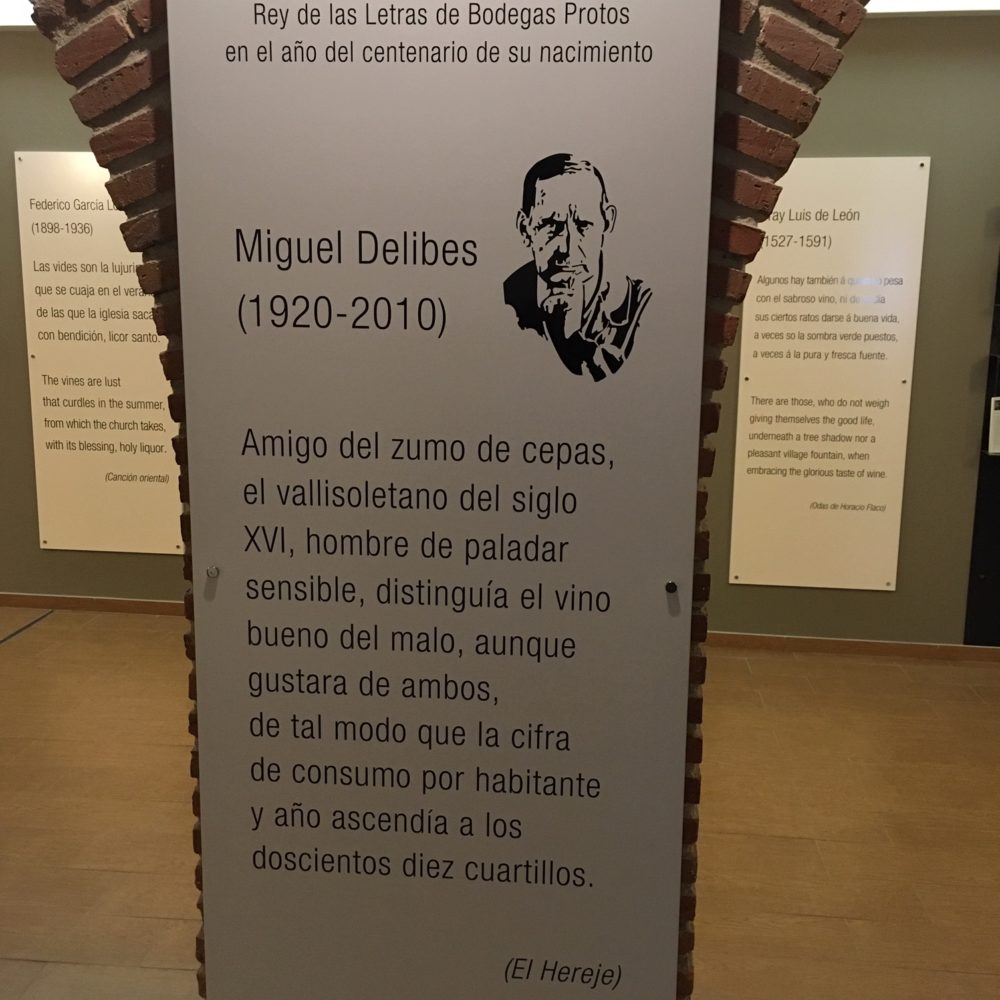 Rey de las Letras de Bodegas Protos
en el año del centenario de su nacimiento
Miguel Delibes
(1920-2010)
Amigo del zumo de cepas,
el vallisoletano del siglo
XVI, hombre de paladar
sensible, distinguía el vino
bueno del malo, aunque
gustara de ambos,
de tal modo que la cifra
de consumo por habitante
y año ascendía a los
doscientos diez cuartillos.
(El Hereje)
Federico Garcia
(1898-1936)
Las vides son la
que se cuaja en el
de las que la iglesia
con bendición, licor santo.
The vines are lust
that curdles in the summer,
from which the church takes,
with its blessing, holy liquor.
(Canción oriental)
Luis de León
1527-1591)
Algunos hay también á pesa
con el sabroso vino, ni
sus ciertos ratos darse á buena vida,
a veces so la sombra verde puestos,
a veces á la pura y fresca fuente.
There are those, who do not weigh
giving themselves the good life,
underneath a tree shadow nor a
pleasant village fountain, when
embracing the glorious taste of wine.
(Odas de Horacio Flaco)